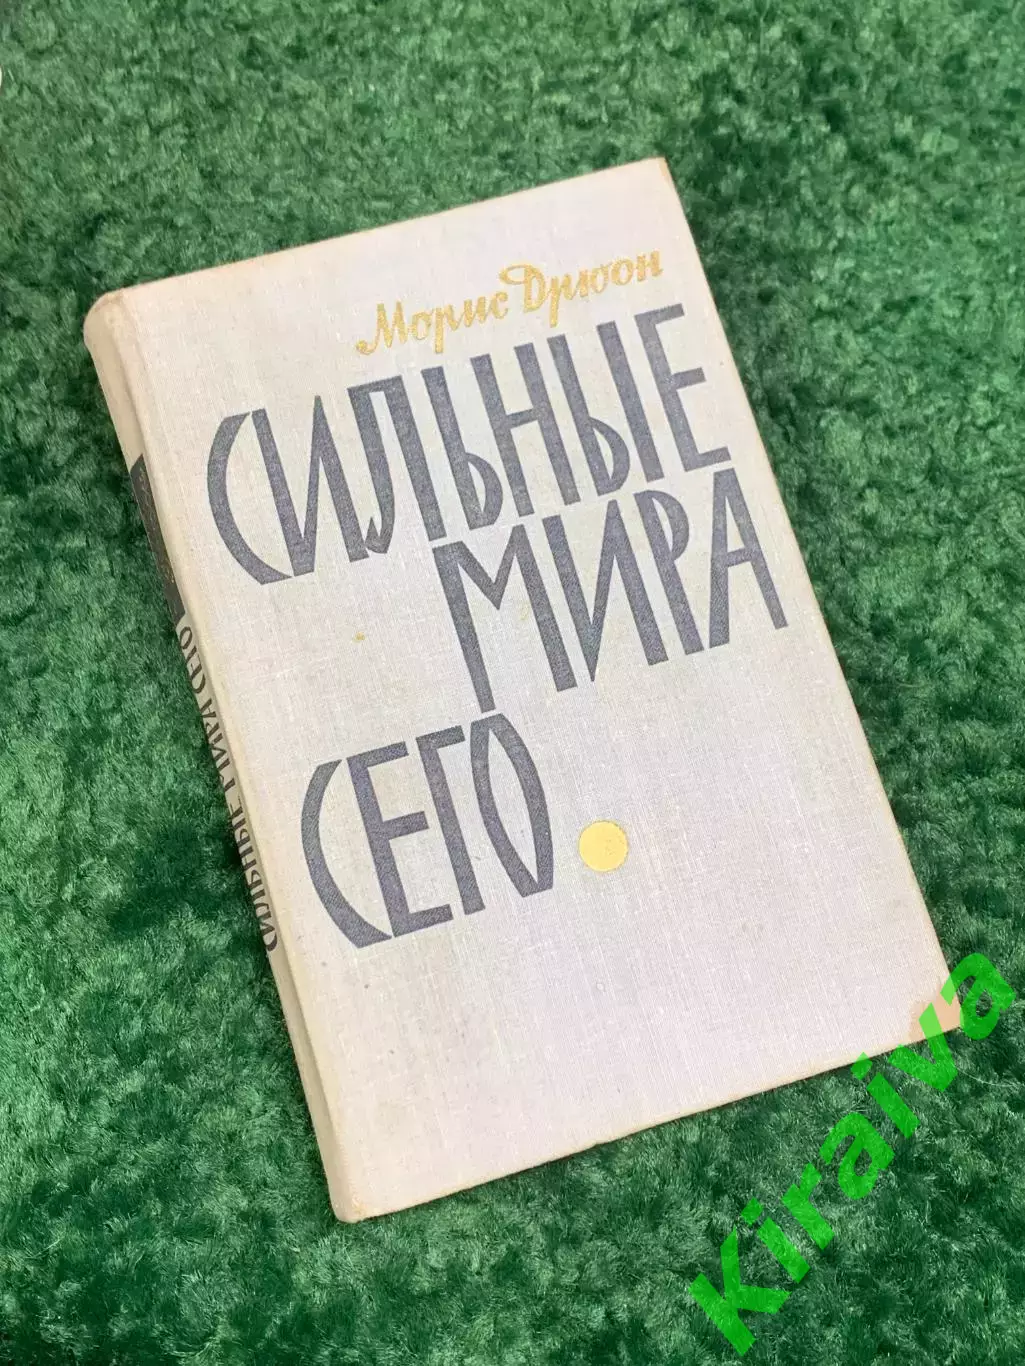 Морис Дрюон
СИЛЬНЫЕ
МИРА
СЕГО
СИЛЬНЫЕ МИРА СЕГО
Kiraiva